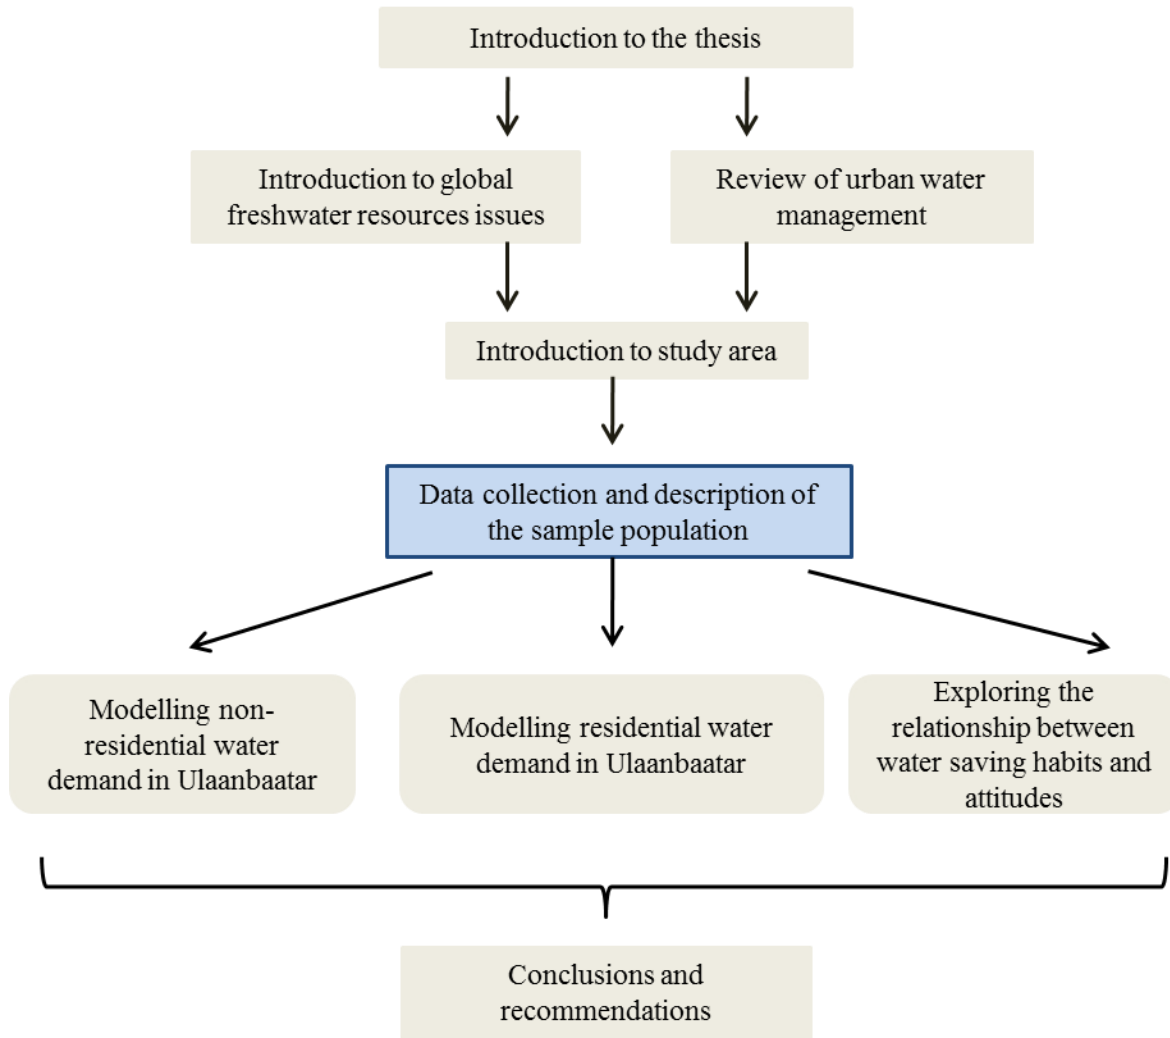 Introduction to the thesis
Introduction to global
freshwater resources issues
Review of urban water
management
Introduction to study area
Data collection and description of
the sample population
Modelling non-
residential water
demand in Ulaanbaatar
Modelling residential water
demand in Ulaanbaatar
Exploring the
relationship between
water saving habits and
attitudes
Conclusions and
recommendations